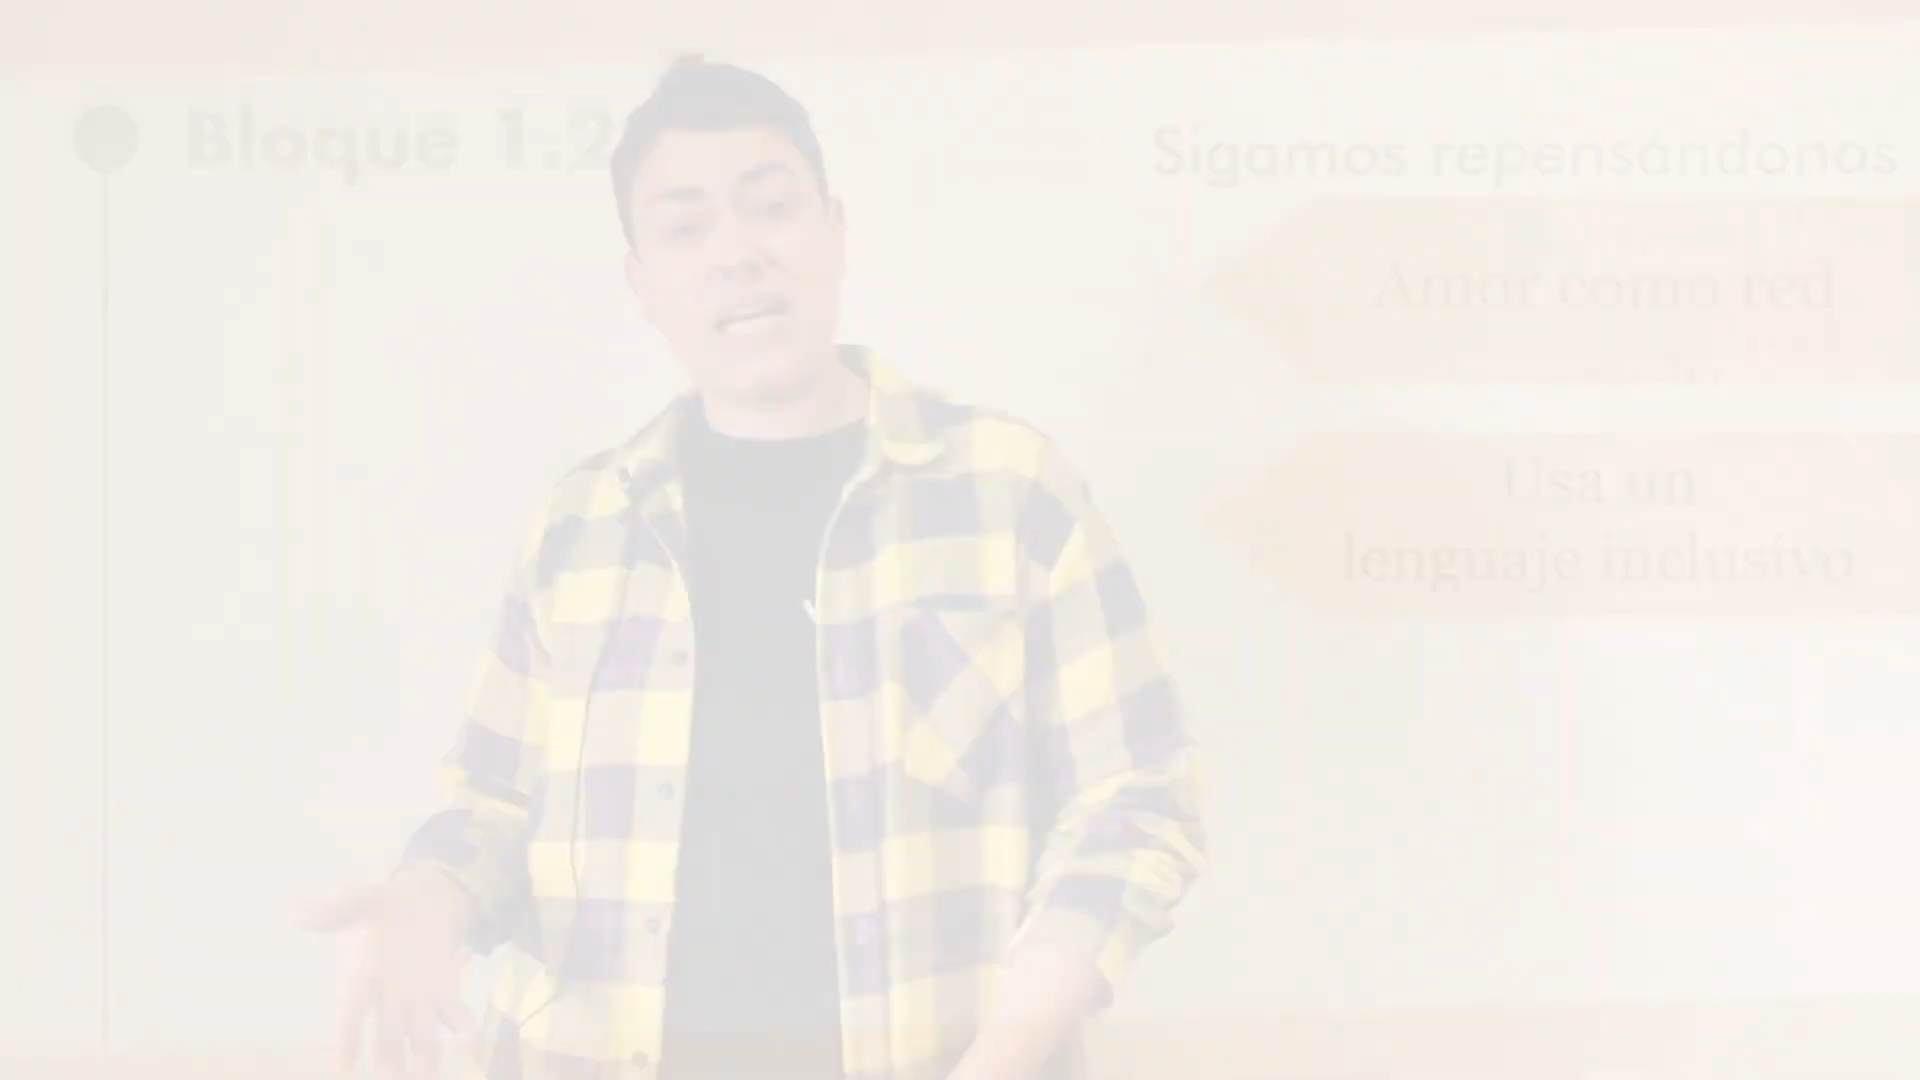 Bloque 1.2
Sigamos repensándonos
Amor como red
Usa un
lenguaje inclusivo